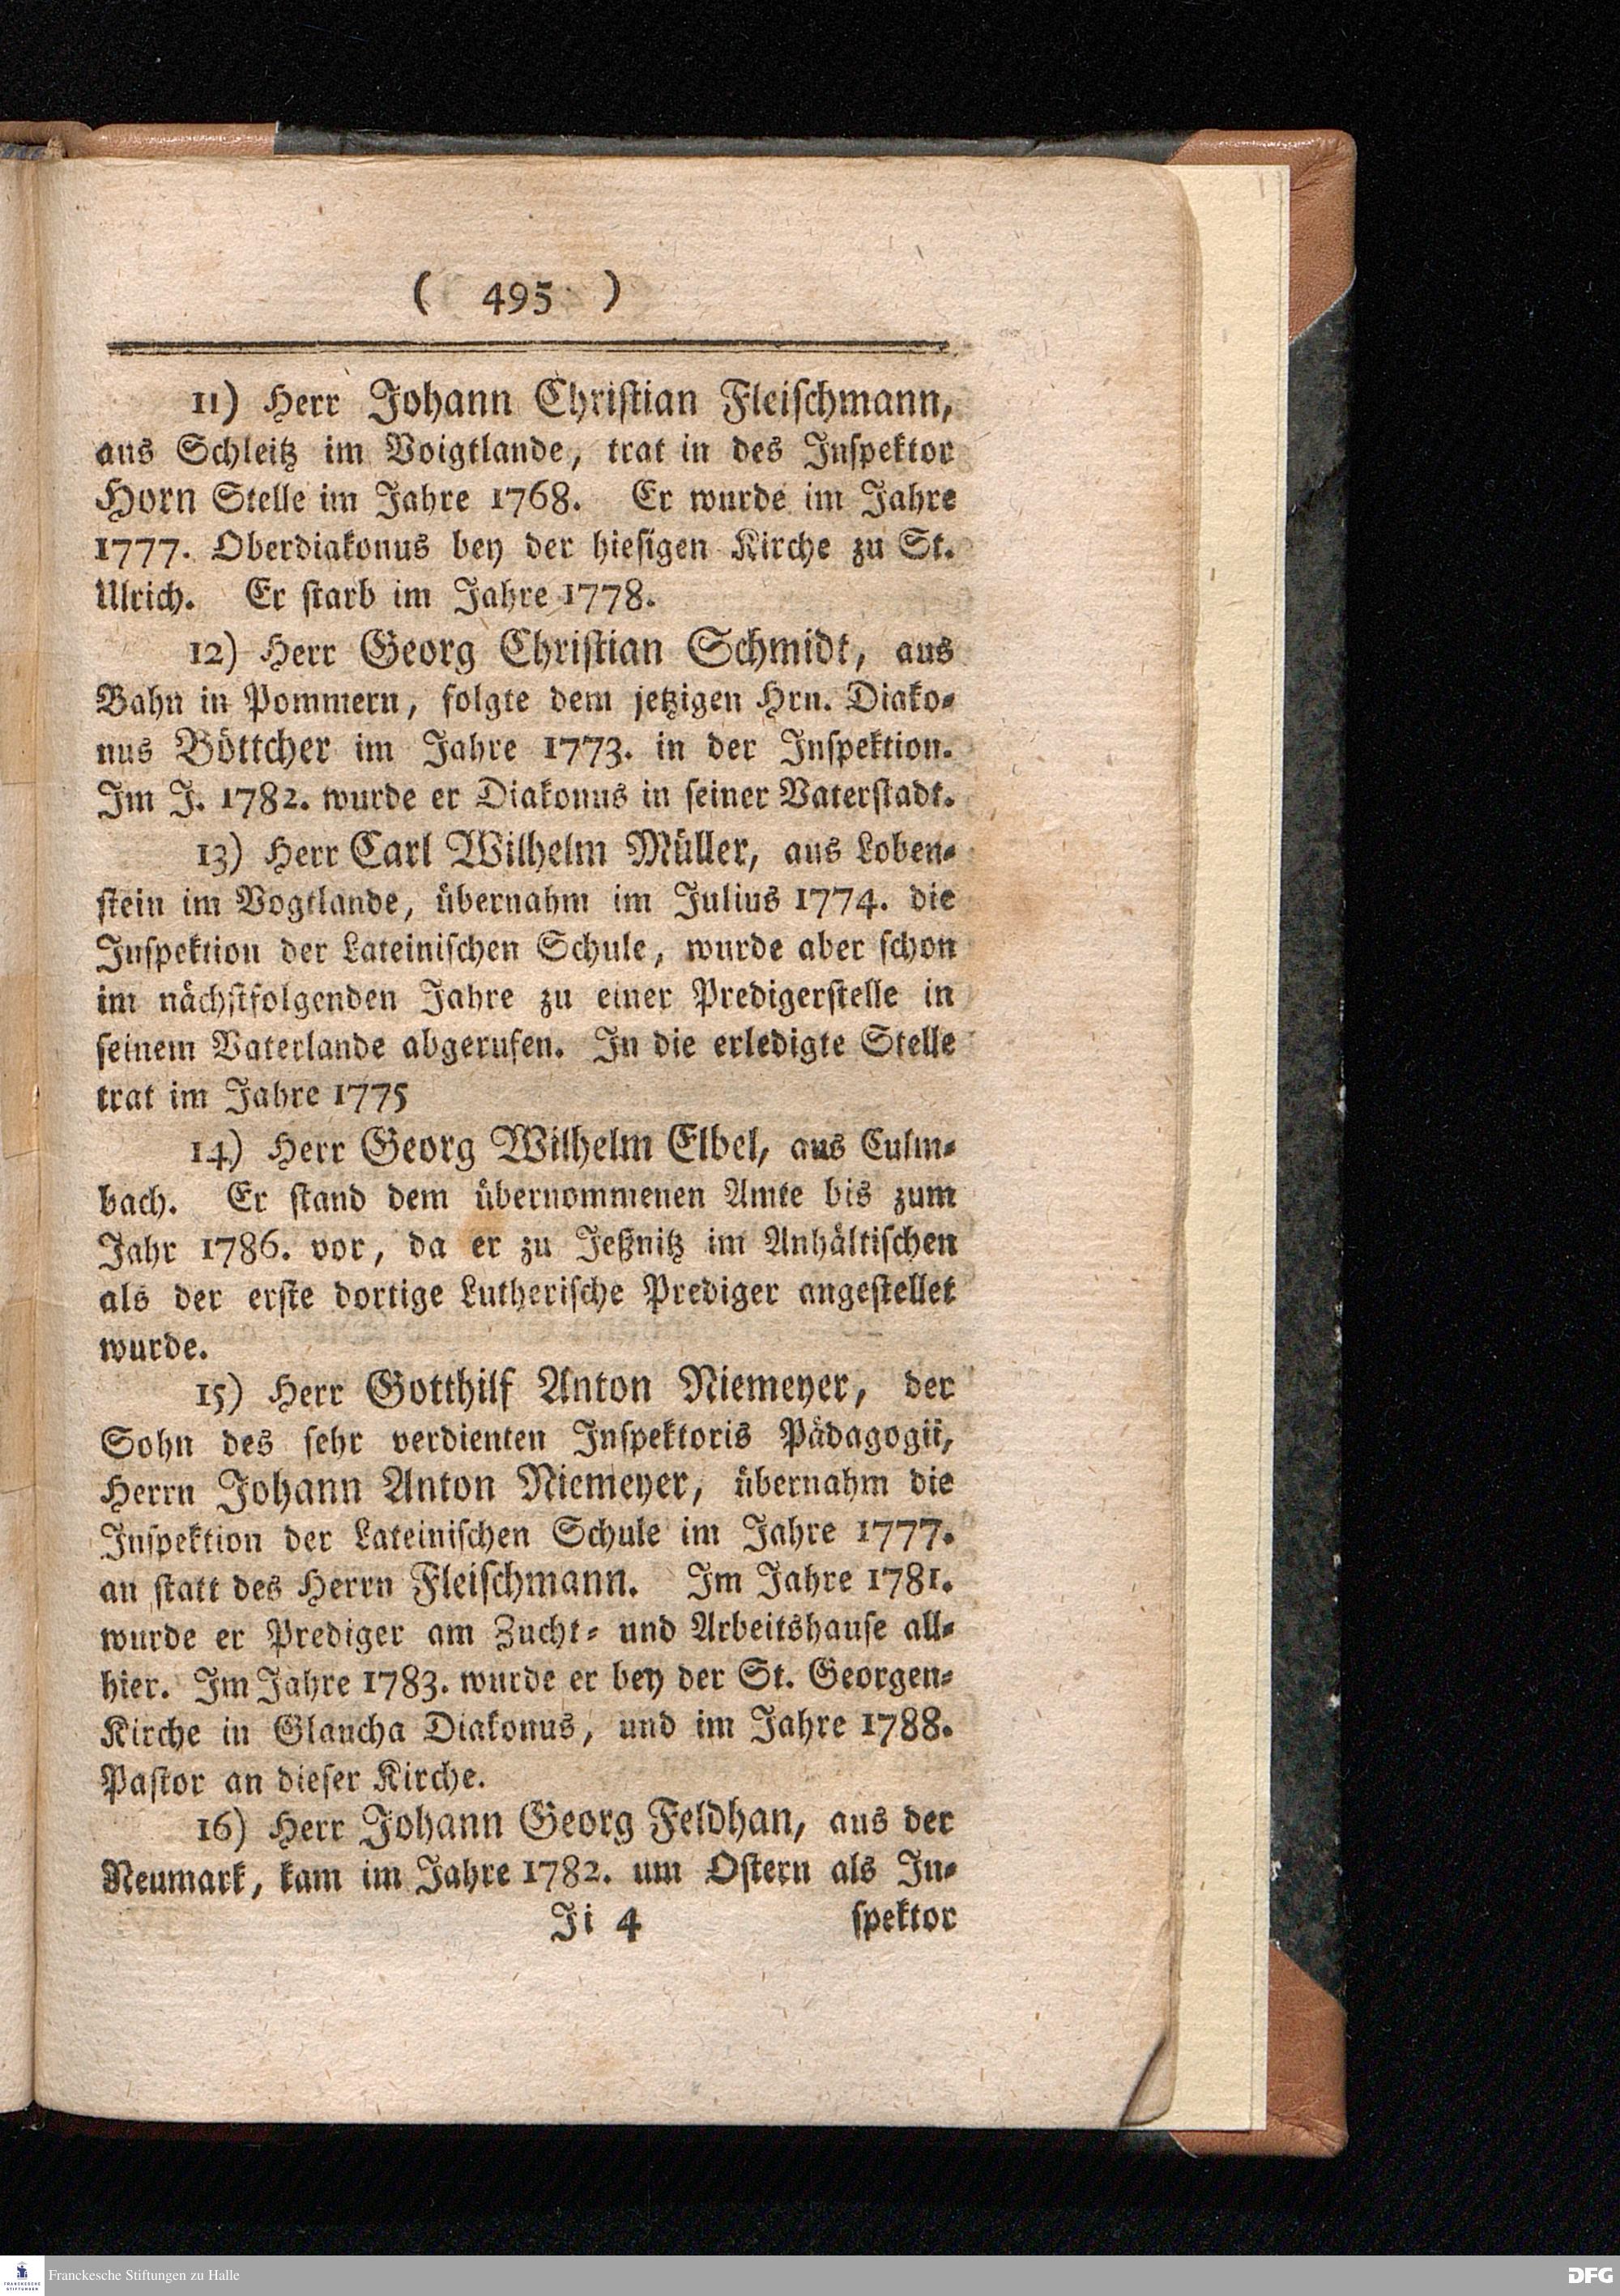 ( 495 )
11) Herr Johann Christian Fleischmann,
aus Schleitz im Voigtlande, trat in des Inspektor
Horn Stelle im Jahre 1768. Er wurde im Jahre
1777. Oberdiakonus bey der hiesigen Kirche zu St.
Ulrich. Er starb im Jahre 1778.
12) Herr Georg Christian Schmidt, aus
Bahn in Pommern, folgte dem jetzigen Hrn. Diako-
nus Böttcher im Jahre 1773. in der Inspektion.
Im J. 1782. wurde er Diakonus in seiner Vaterstadt.
13) Herr Carl Wilhelm Müller, aus Loben-
stein im Vogtlande, übernahm im Julius 1774. die
Inspektion der Lateinischen Schule, wurde aber schon
im nächstfolgenden Jahre zu einer Predigerstelle in
seinem Vaterlande abgerufen. In die erledigte Stelle
trat im Jahre 1775
14) Herr Georg Wilhelm Elbel, aus Culm-
bach. Er stand dem übernommenen Amte bis zum
Jahr 1786. vor, da er zu Jeßnitz im Anhältischen
als der erste dortige Lutherische Prediger angestellet
wurde.
15) Herr Gotthilf Anton Niemeyer, der
Sohn des sehr verdienten Inspektoris Pädagogii,
Herrn Johann Anton Niemeyer, übernahm die
Inspektion der Lateinischen Schule im Jahre 1777.
an statt des Herrn Fleischmann. Im Jahre 1781.
wurde er Prediger am Zucht- und Arbeitshause all-
hier. Im Jahre 1783. wurde er bey der St. Georgen-
Kirche in Glaucha Diakonus, und im Jahre 1788.
Pastor an dieser Kirche.
16) Herr Johann Georg Feldhan, aus der
Neumark, kam im Jahre 1782. um Ostern als In-
Ji 4 spektor
FRANCKESCHE STIFTUNGEN
Franckesche Stiftungen zu Halle
DFG